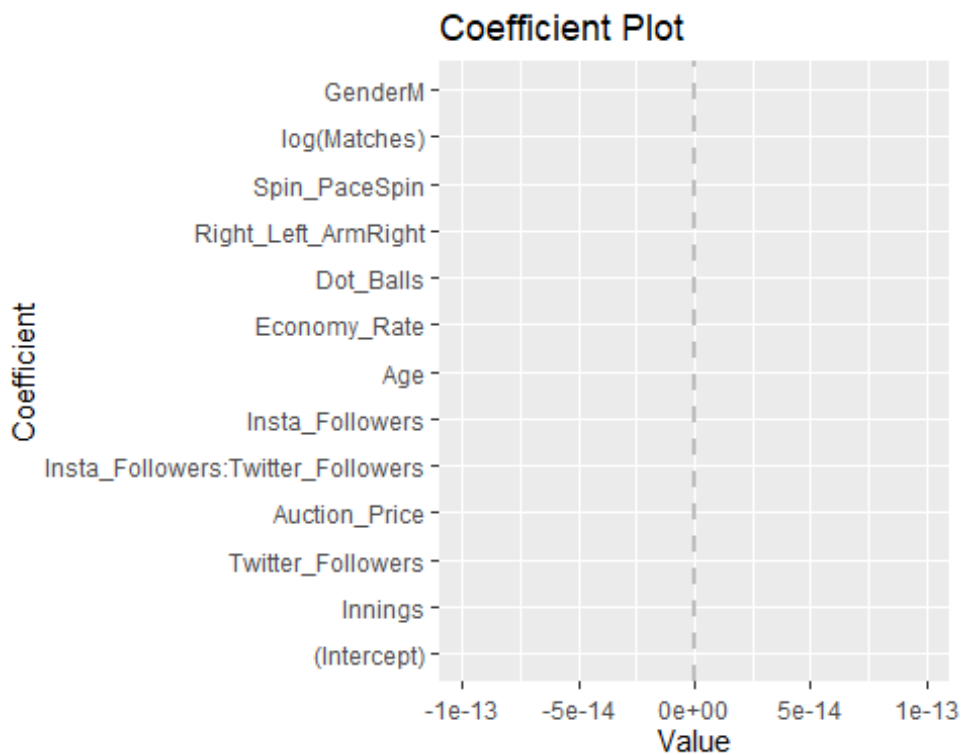 Coefficient Plot
Coefficient
GenderM
log(Matches)
Spin_PaceSpin
Right_Left_ArmRight
Dot_Balls
Economy_Rate
Age
Insta_Followers
Insta_Followers:Twitter_Followers
Auction_Price
Twitter_Followers
Innings
(Intercept)
-1e-13 -5e-14 0e+00 5e-14 1e-13
Value